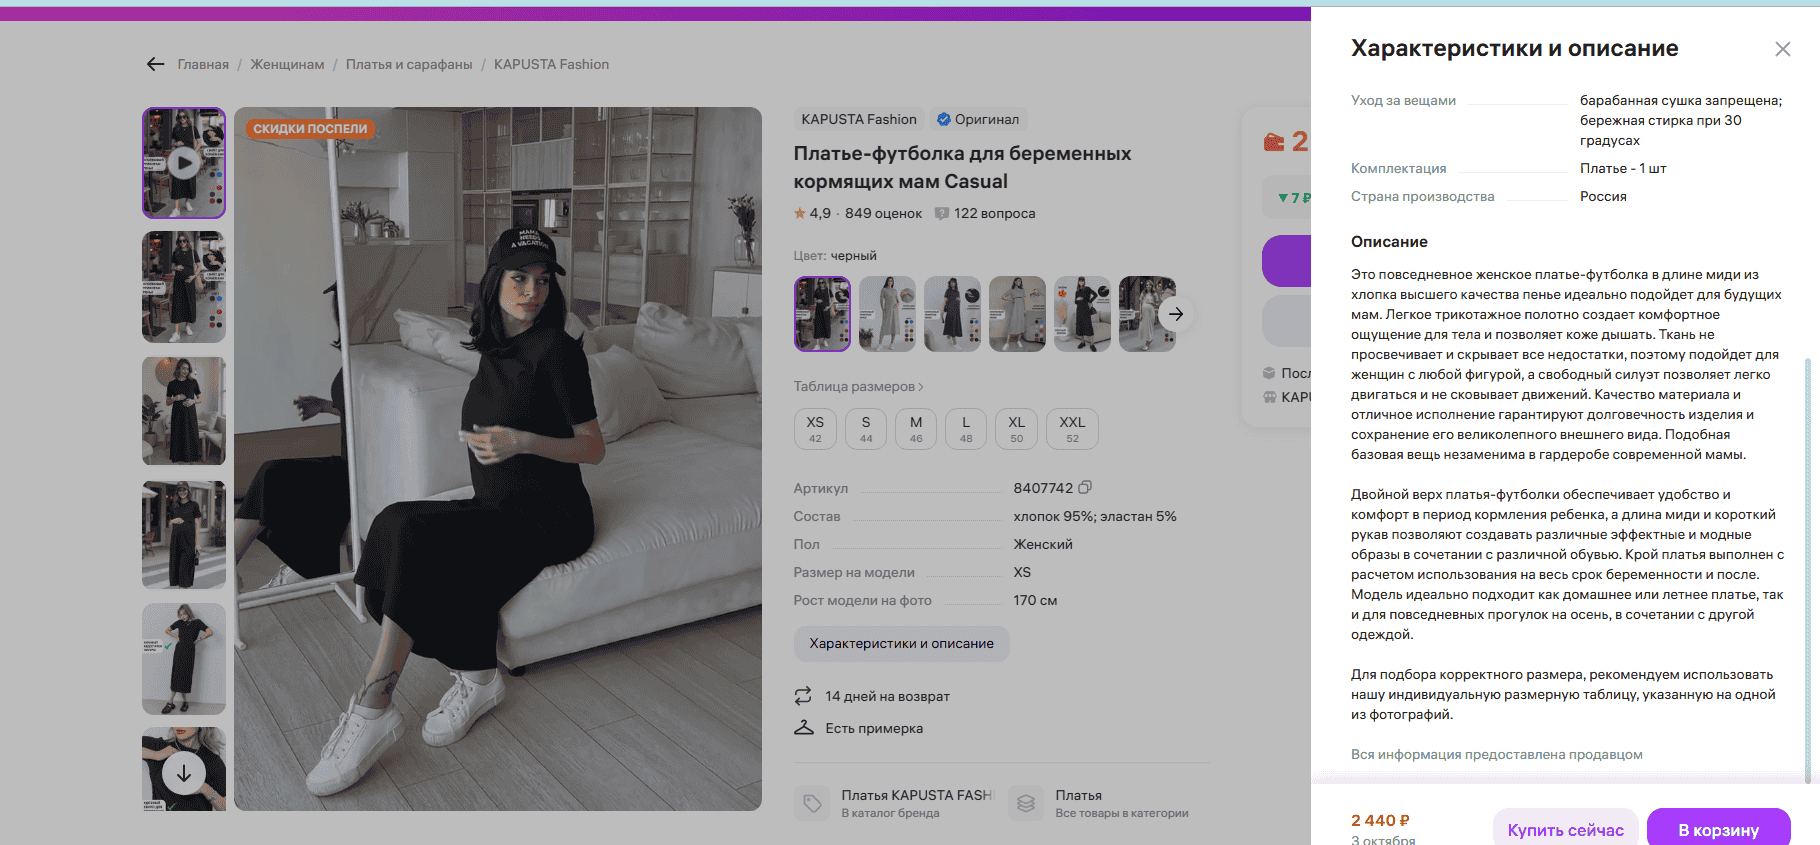 Главная / Женщинам / Платья и сарафаны / KAPUSTA Fashion
СКИДКИ ПОСПЕЛИ
MAMA
NEEDS
A VACATION
KAPUSTA Fashion
Оригинал
Платье-футболка для беременных
кормящих мам Casual
4,9 · 849 оценок
122 вопроса
Цвет: черный
Таблица размеров
XS S M L XL XXL
42 44 46 48 50 52
Артикул 8407742
Состав хлопок 95%; эластан 5%
Пол Женский
Размер на модели XS
Рост модели на фото 170 см
Характеристики и описание
14 дней на возврат
Есть примерка
Платья KAPUSTA FASH
В каталог бренда
Платья
Все товары в категории
2
7 ₽
Посл
KAPU
Характеристики и описание
Уход за вещами барабанная сушка запрещена;
бережная стирка при 30
градусах
Комплектация Платье - 1 шт
Страна производства Россия
Описание
Это повседневное женское платье-футболка в длине миди из
хлопка высшего качества пенье идеально подойдет для будущих
мам. Легкое трикотажное полотно создает комфортное
ощущение для тела и позволяет коже дышать. Ткань не
просвечивает и скрывает все недостатки, поэтому подойдет для
женщин с любой фигурой, а свободный силуэт позволяет легко
двигаться и не сковывает движений. Качество материала и
отличное исполнение гарантируют долговечность изделия и
сохранение его великолепного внешнего вида. Подобная
базовая вещь незаменима в гардеробе современной мамы.
Двойной верх платья-футболки обеспечивает удобство и
комфорт в период кормления ребенка, а длина миди и короткий
рукав позволяют создавать различные эффектные и модные
образы в сочетании с различной обувью. Крой платья выполнен с
расчетом использования на весь срок беременности и после.
Модель идеально подходит как домашнее или летнее платье, так
и для повседневных прогулок на осень, в сочетании с другой
одеждой.
Для подбора корректного размера, рекомендуем использовать
нашу индивидуальную размерную таблицу, указанную на одной
из фотографий.
Вся информация предоставлена продавцом
2 440 ₽
3 октября
Купить сейчас
В корзину